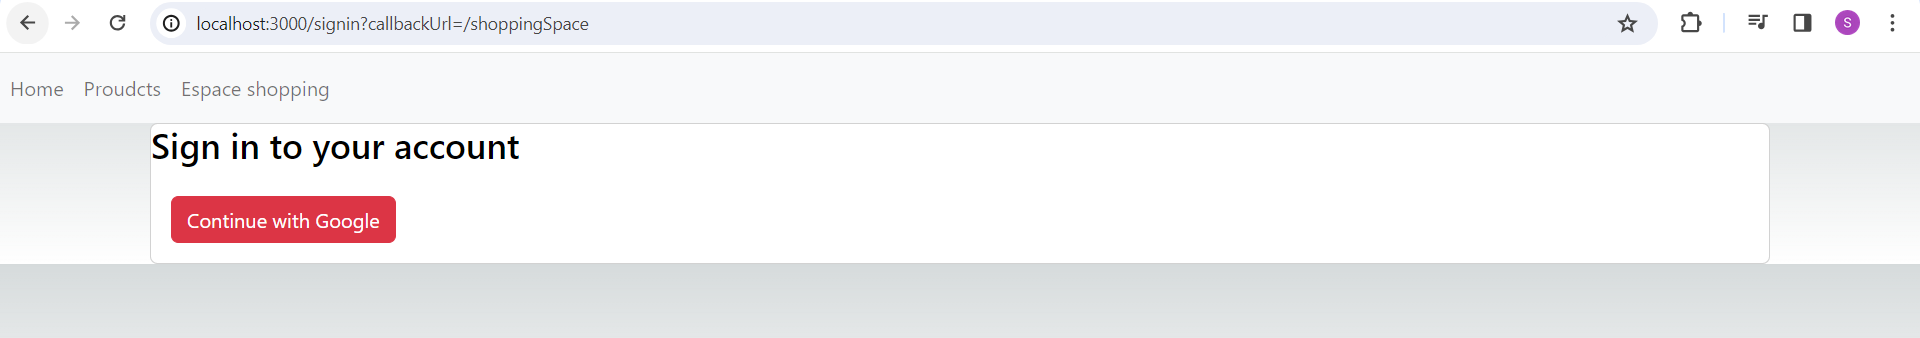 localhost:3000/signin?callbackUrl=/shoppingSpace
S
Home Proudcts Espace shopping
Sign in to your account
Continue with Google